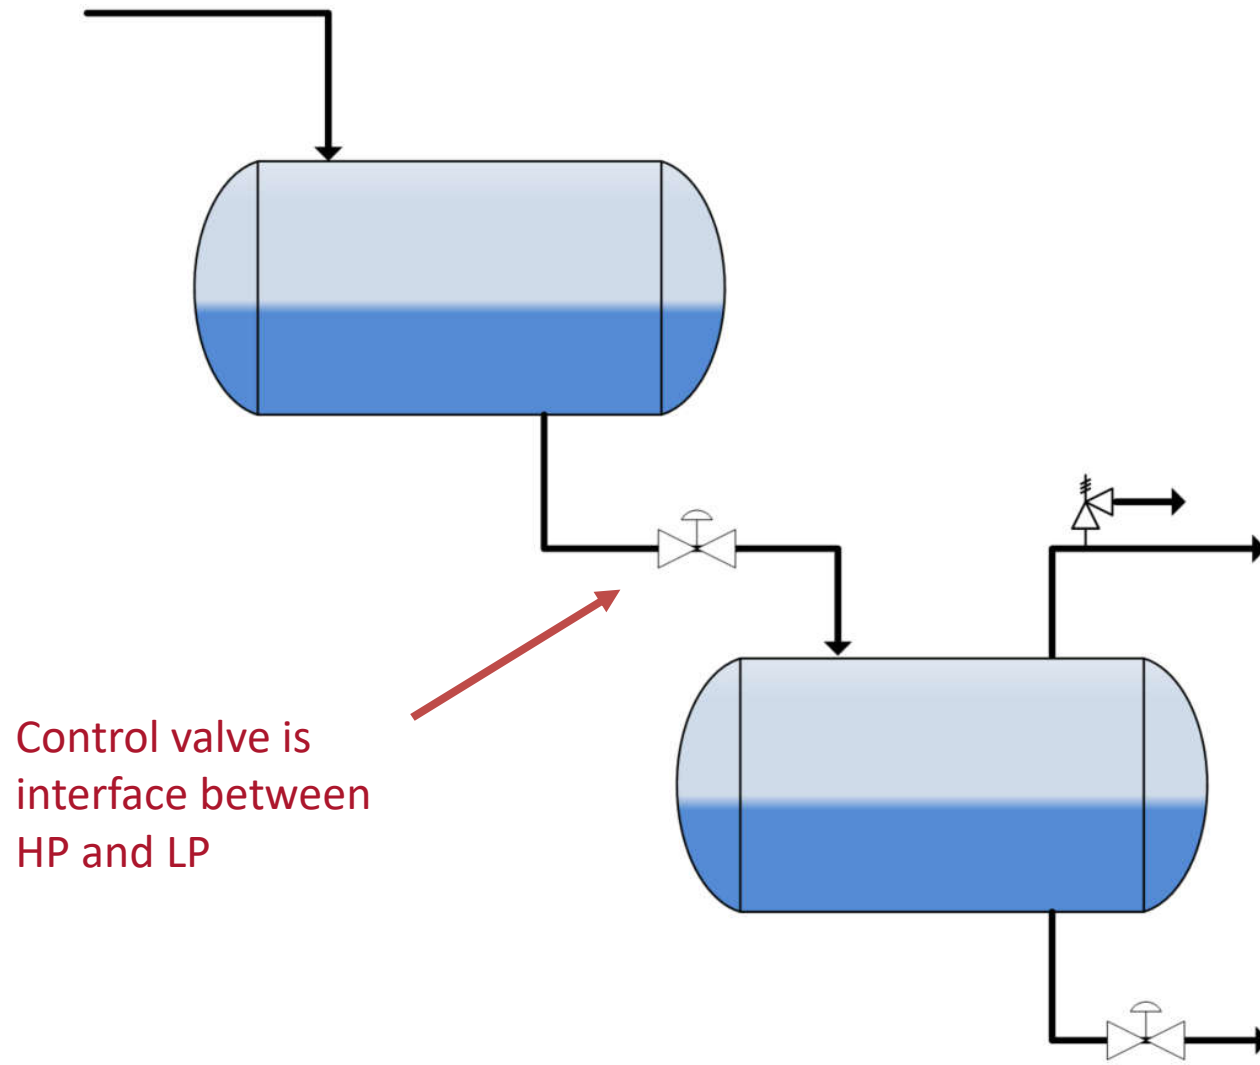 Control valve is
interface between
HP and LP